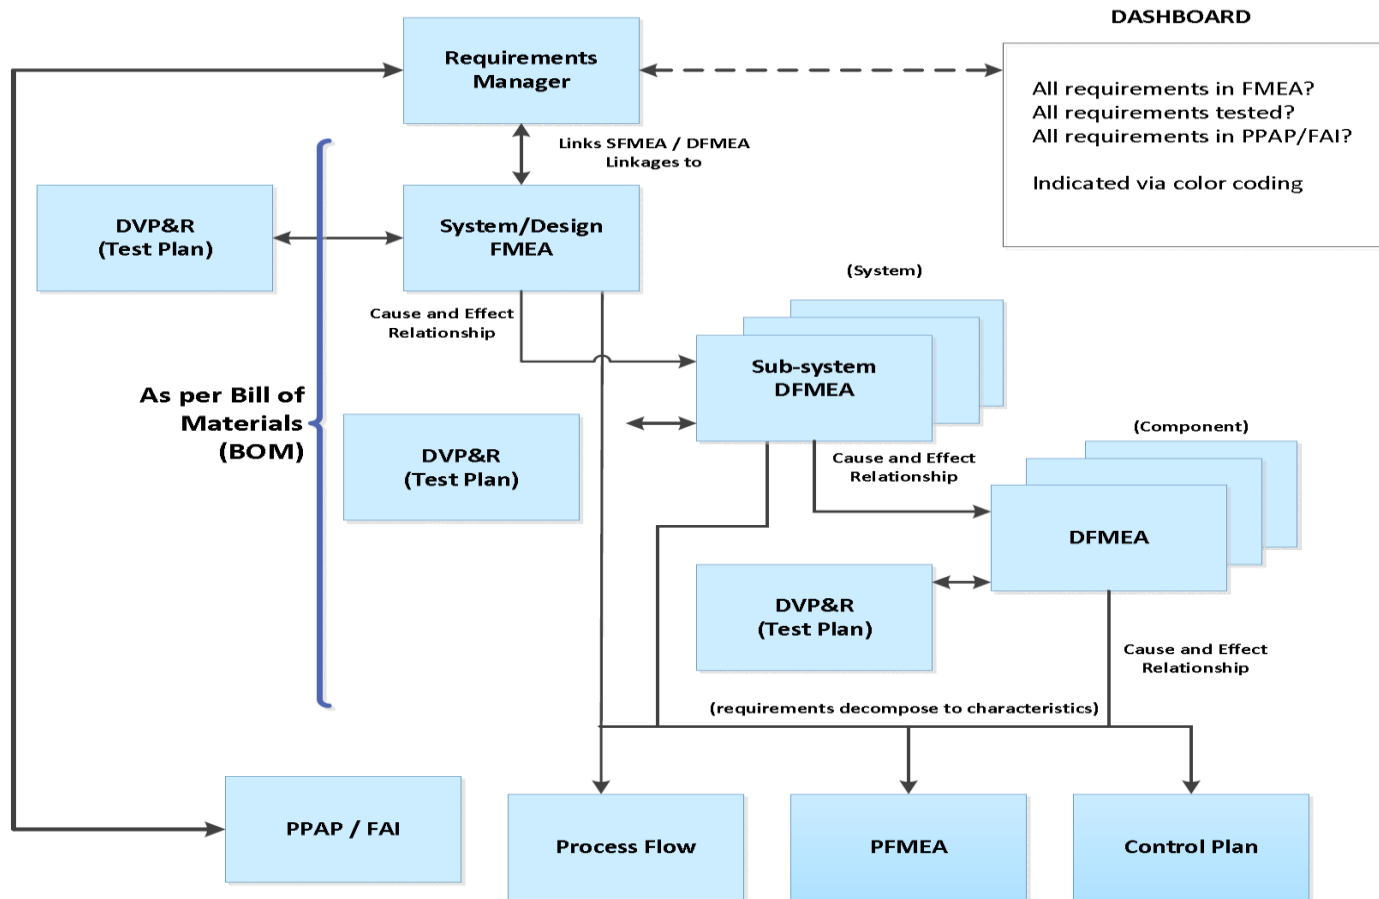 DASHBOARD
Requirements
Manager
All requirements in FMEA?
All requirements tested?
All requirements in PPAP/FAI?
Indicated via color coding
Links SFMEA / DFMEA
Linkages to
DVP&R
(Test Plan)
System/Design
FMEA
(System)
Cause and Effect
Relationship
Sub-system
DFMEA
As per Bill of
Materials
(BOM)
DVP&R
(Test Plan)
(Component)
Cause and Effect
Relationship
DFMEA
DVP&R
(Test Plan)
Cause and Effect
Relationship
(requirements decompose to characteristics)
PPAP / FAI
Process Flow
PFMEA
Control Plan